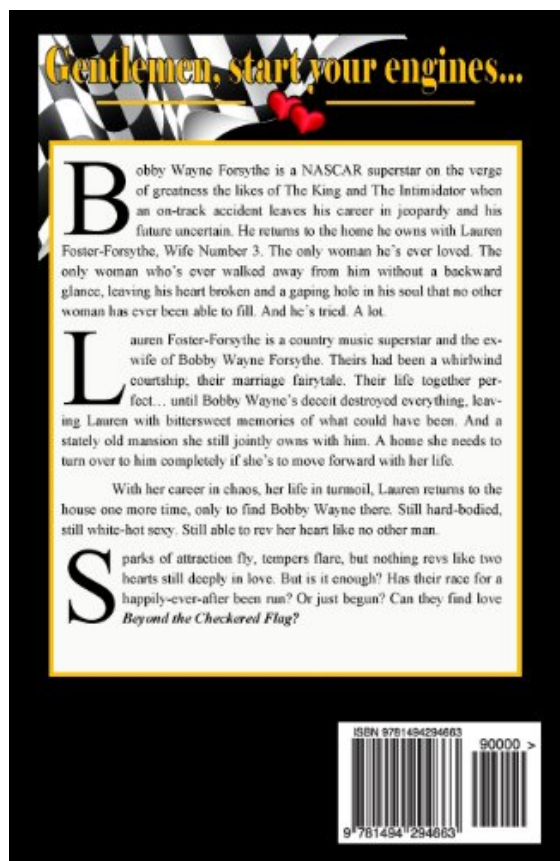 Gentlemen, start your engines...
Bobby Wayne Forsythe is a NASCAR superstar on the verge
of greatness the likes of The King and The Intimidator when
an on-track accident leaves his career in jeopardy and his
future uncertain. He returns to the home he owns with Lauren
Foster-Forsythe, Wife Number 3. The only woman he's ever loved. The
only woman who's ever walked away from him without a backward
glance, leaving his heart broken and a gaping hole in his soul that no other
woman has ever been able to fill. And he's tried. A lot.
Lauren Foster-Forsythe is a country music superstar and the ex-
wife of Bobby Wayne Forsythe. Theirs had been a whirlwind
courtship; their marriage fairytale. Their life together per-
fect... until Bobby Wayne's deceit destroyed everything, leav-
ing Lauren with bittersweet memories of what could have been. And a
stately old mansion she still jointly owns with him. A home she needs to
turn over to him completely if she's to move forward with her life.
With her career in chaos, her life in turmoil, Lauren returns to the
house one more time, only to find Bobby Wayne there. Still hard-bodied,
still white-hot sexy. Still able to rev her heart like no other man.
Sparks of attraction fly, tempers flare, but nothing revs like two
hearts still deeply in love. But is it enough? Has their race for a
happily-ever-after been run? Or just begun? Can they find love
Beyond the Checkered Flag?
ISBN 9781494294663
90000 >
9 781494 294663